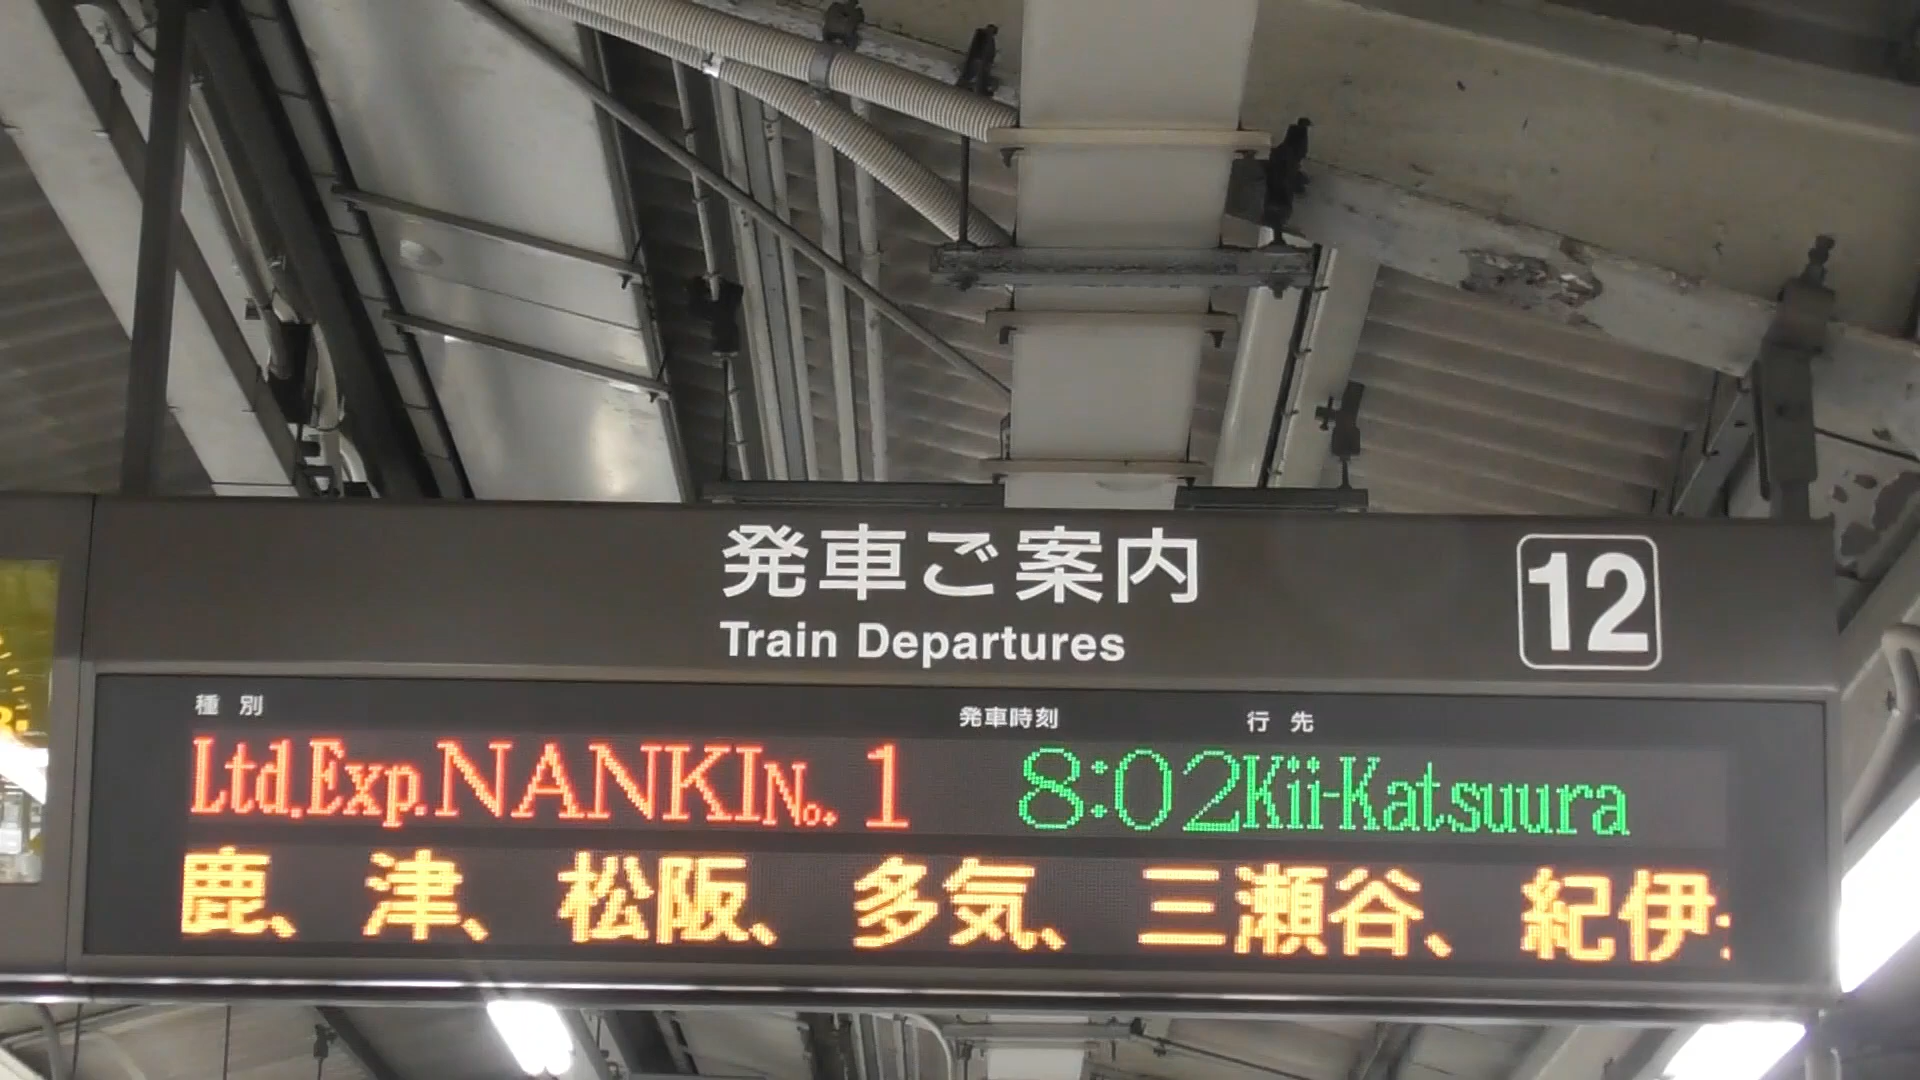 発車ご案内
Train Departures
12
種別 発車時刻 行先
Ltd.Exp.NANKI No. 1 8:02 Kii-Katsuura
鹿、津、松阪、多気、三瀬谷、紀伊